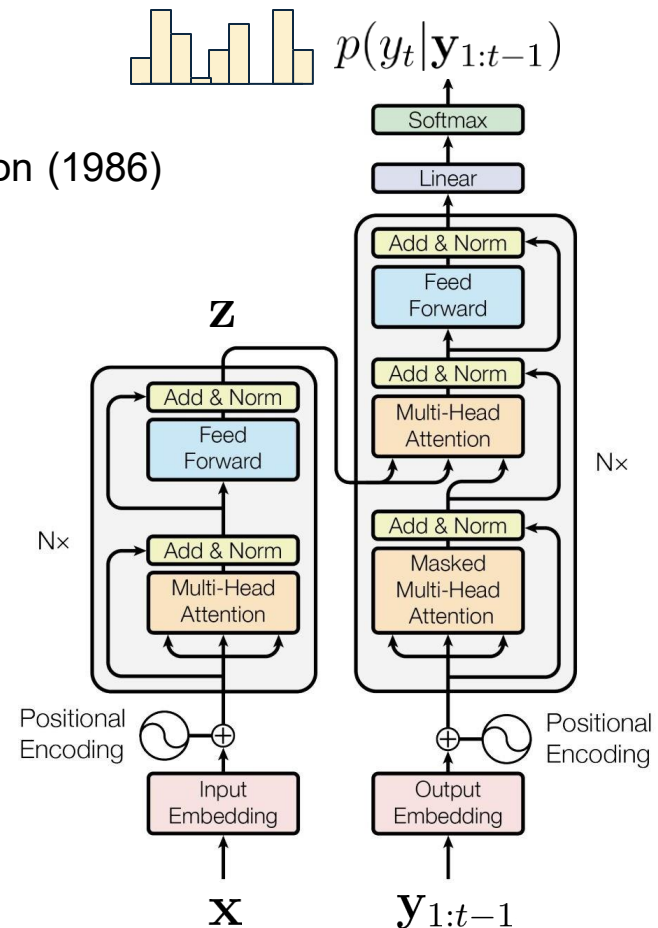 p(y_t|y_{1:t−1})
Softmax
on (1986)
Linear
Add & Norm
Feed
Forward
z
Add & Norm
Add & Norm
Multi-Head
Attention
Feed
Forward
N×
Add & Norm
N×
Add & Norm
Masked
Multi-Head
Attention
Multi-Head
Attention
Positional
Encoding
Positional
Encoding
Input
Embedding
Output
Embedding
x
y_{1:t−1}